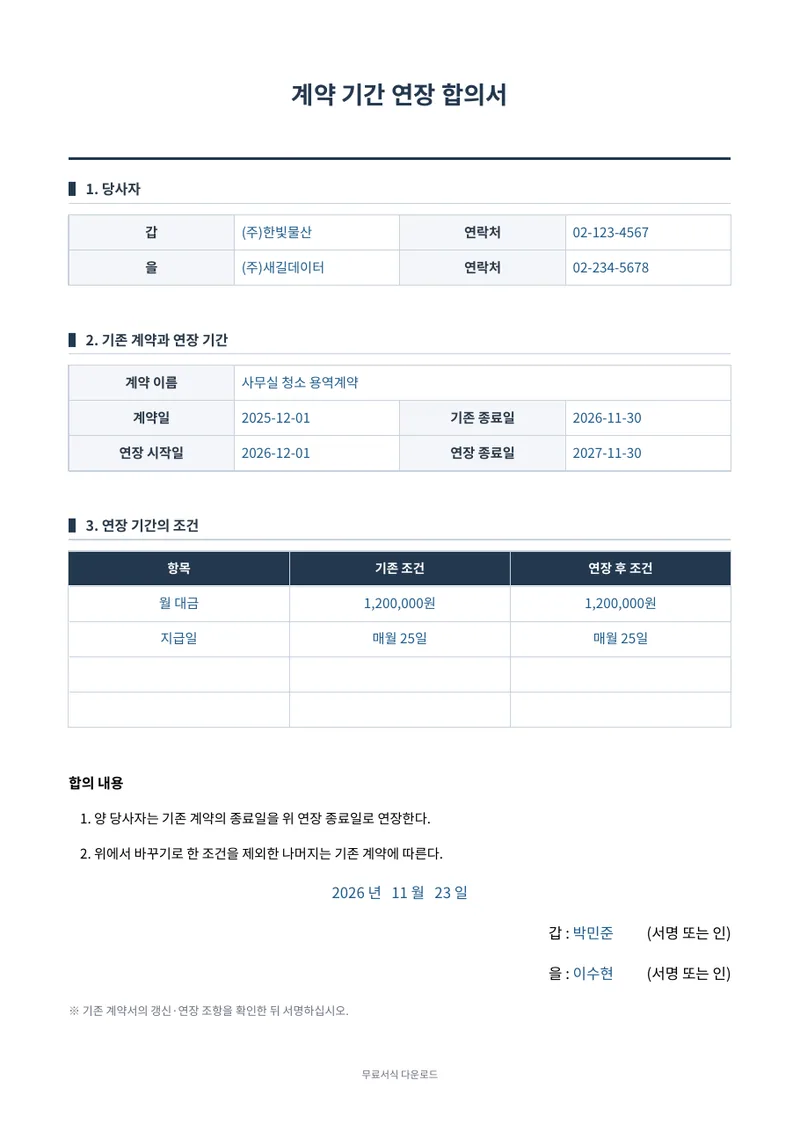 계약 기간 연장 합의서
1. 당사자
갑 (주)한빛물산 연락처 02-123-4567
을 (주)새길데이터 연락처 02-234-5678
2. 기존 계약과 연장 기간
계약 이름 사무실 청소 용역계약
계약일 2025-12-01 기존 종료일 2026-11-30
연장 시작일 2026-12-01 연장 종료일 2027-11-30
3. 연장 기간의 조건
항목 기존 조건 연장 후 조건
월 대금 1,200,000원 1,200,000원
지급일 매월 25일 매월 25일
합의 내용
1. 양 당사자는 기존 계약의 종료일을 위 연장 종료일로 연장한다.
2. 위에서 바꾸기로 한 조건을 제외한 나머지는 기존 계약에 따른다.
2026 년 11 월 23 일
갑 : 박민준 (서명 또는 인)
을 : 이수현 (서명 또는 인)
※ 기존 계약서의 갱신·연장 조항을 확인한 뒤 서명하십시오.
무료서식 다운로드